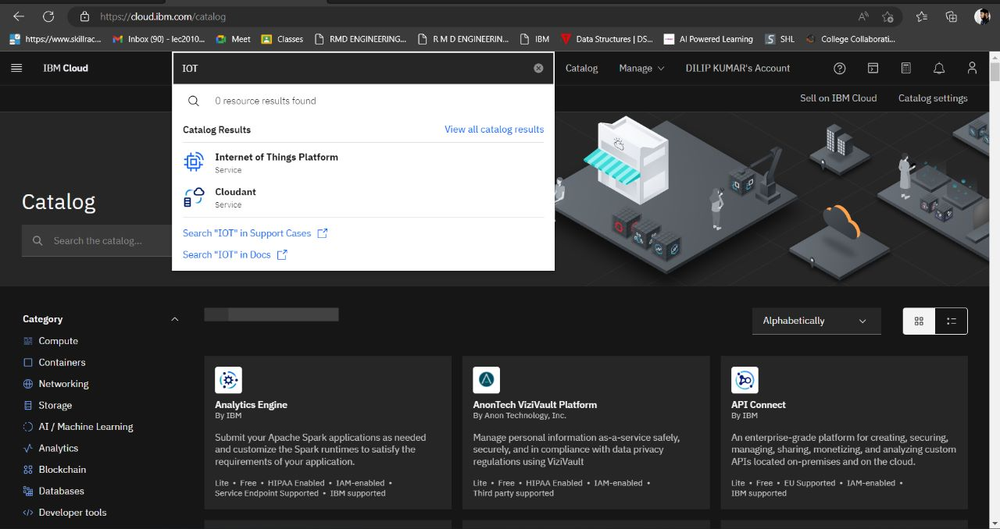 https://cloud.ibm.com/catalog
https://www.skillrac...
Inbox (90) - lec2010...
Meet
Classes
RMD ENGINEERING...
R M D ENGINEERIN...
IBM
Data Structures | DS...
AI Powered Learning
SHL
College Collaborati...
IBM Cloud
IOT
Catalog
Manage
DILIP KUMAR's Account
0 resource results found
Sell on IBM Cloud
Catalog settings
Catalog Results
View all catalog results
Internet of Things Platform
Service
Cloudant
Service
Search "IOT" in Support Cases
Search "IOT" in Docs
Catalog
Search the catalog...
Category
Compute
Containers
Networking
Storage
AI / Machine Learning
Analytics
Blockchain
Databases
Developer tools
Alphabetically
Analytics Engine
By IBM
Submit your Apache Spark applications as needed
and customize the Spark runtimes to satisfy the
requirements of your application.
Lite • Free • HIPAA Enabled • IAM-enabled •
Service Endpoint Supported • IBM supported
AnonTech ViziVault Platform
By Anon Technology, Inc.
Manage personal information as-a-service safely,
securely, and in compliance with data privacy
regulations using ViziVault
Lite • Free • HIPAA Enabled • IAM-enabled •
Third party supported
API Connect
By IBM
An enterprise-grade platform for creating, securing,
managing, sharing, monetizing, and analyzing custom
APIs located on-premises and on the cloud.
Lite • Free • EU Supported • IAM-enabled •
IBM supported